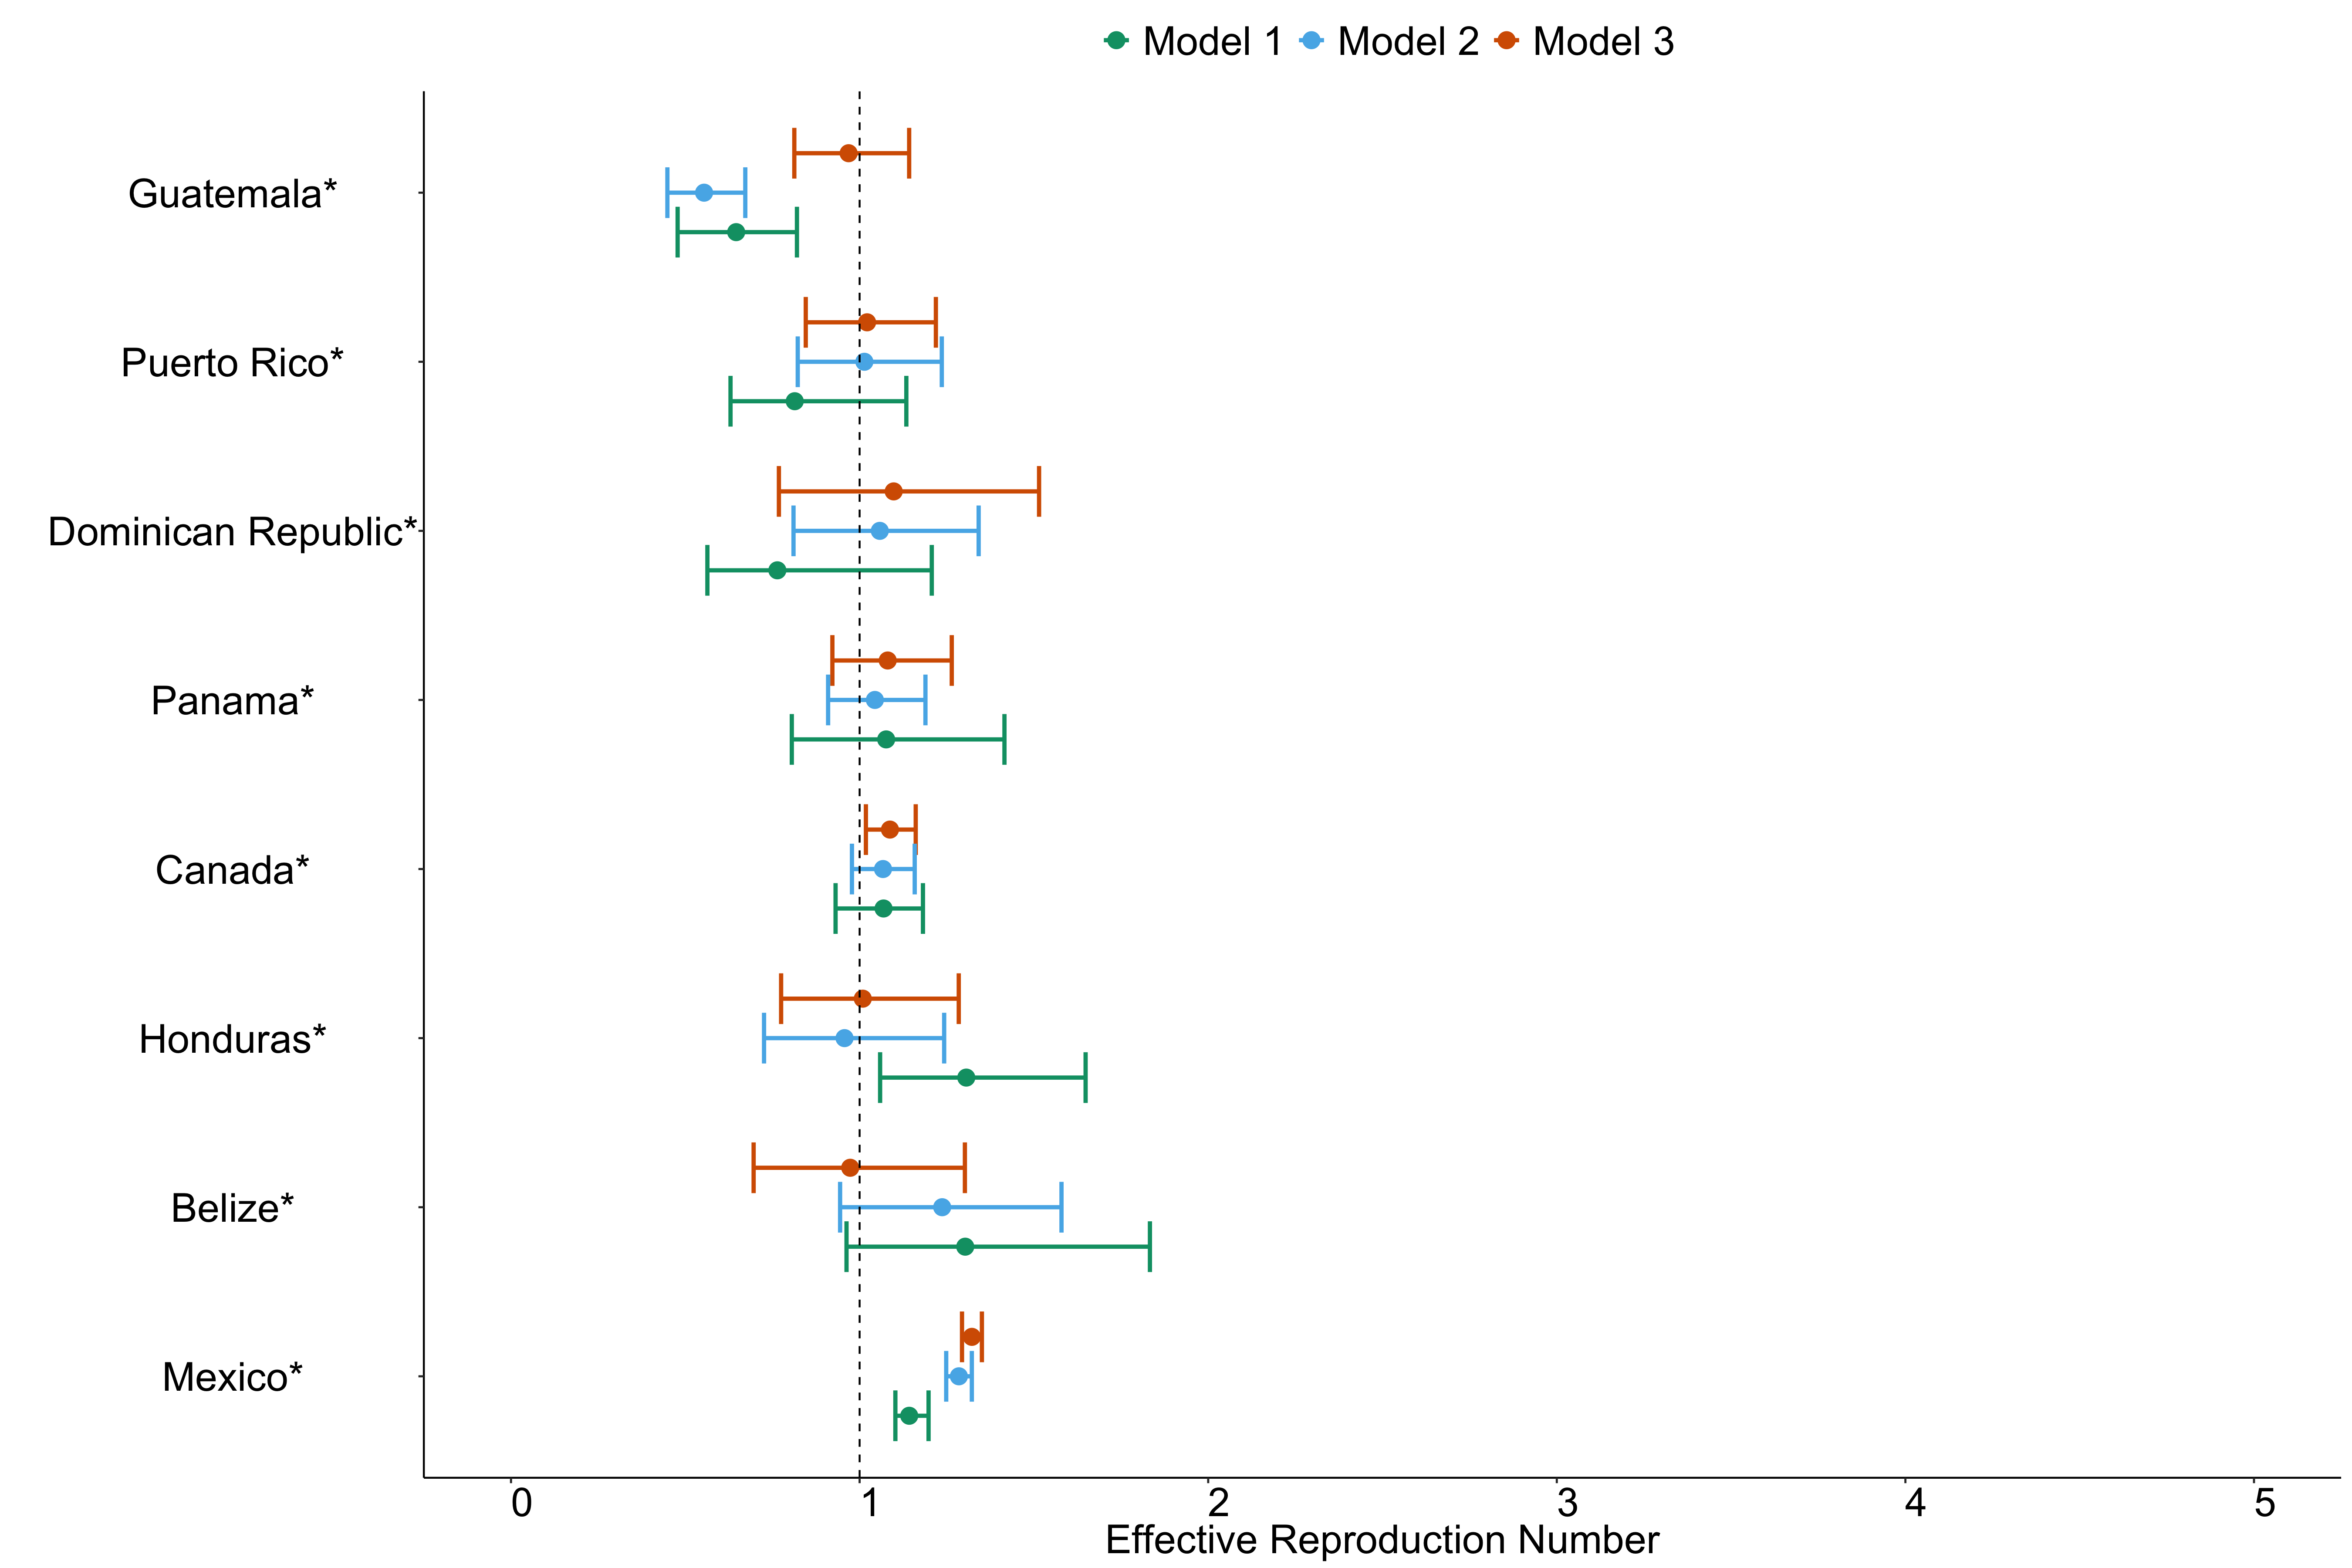 Model 1 Model 2 Model 3
Guatemala*
Puerto Rico*
Dominican Republic*
Panama*
Canada*
Honduras*
Belize*
Mexico*
0 1 2 3 4 5
Effective Reproduction Number